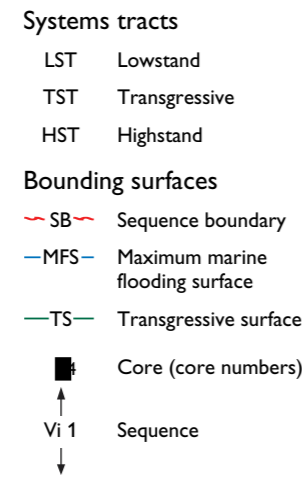 Systems tracts
LST Lowstand
TST Transgressive
HST Highstand
Bounding surfaces
SB Sequence boundary
MFS Maximum marine
flooding surface
TS Transgressive surface
4 Core (core numbers)
Vi 1 Sequence